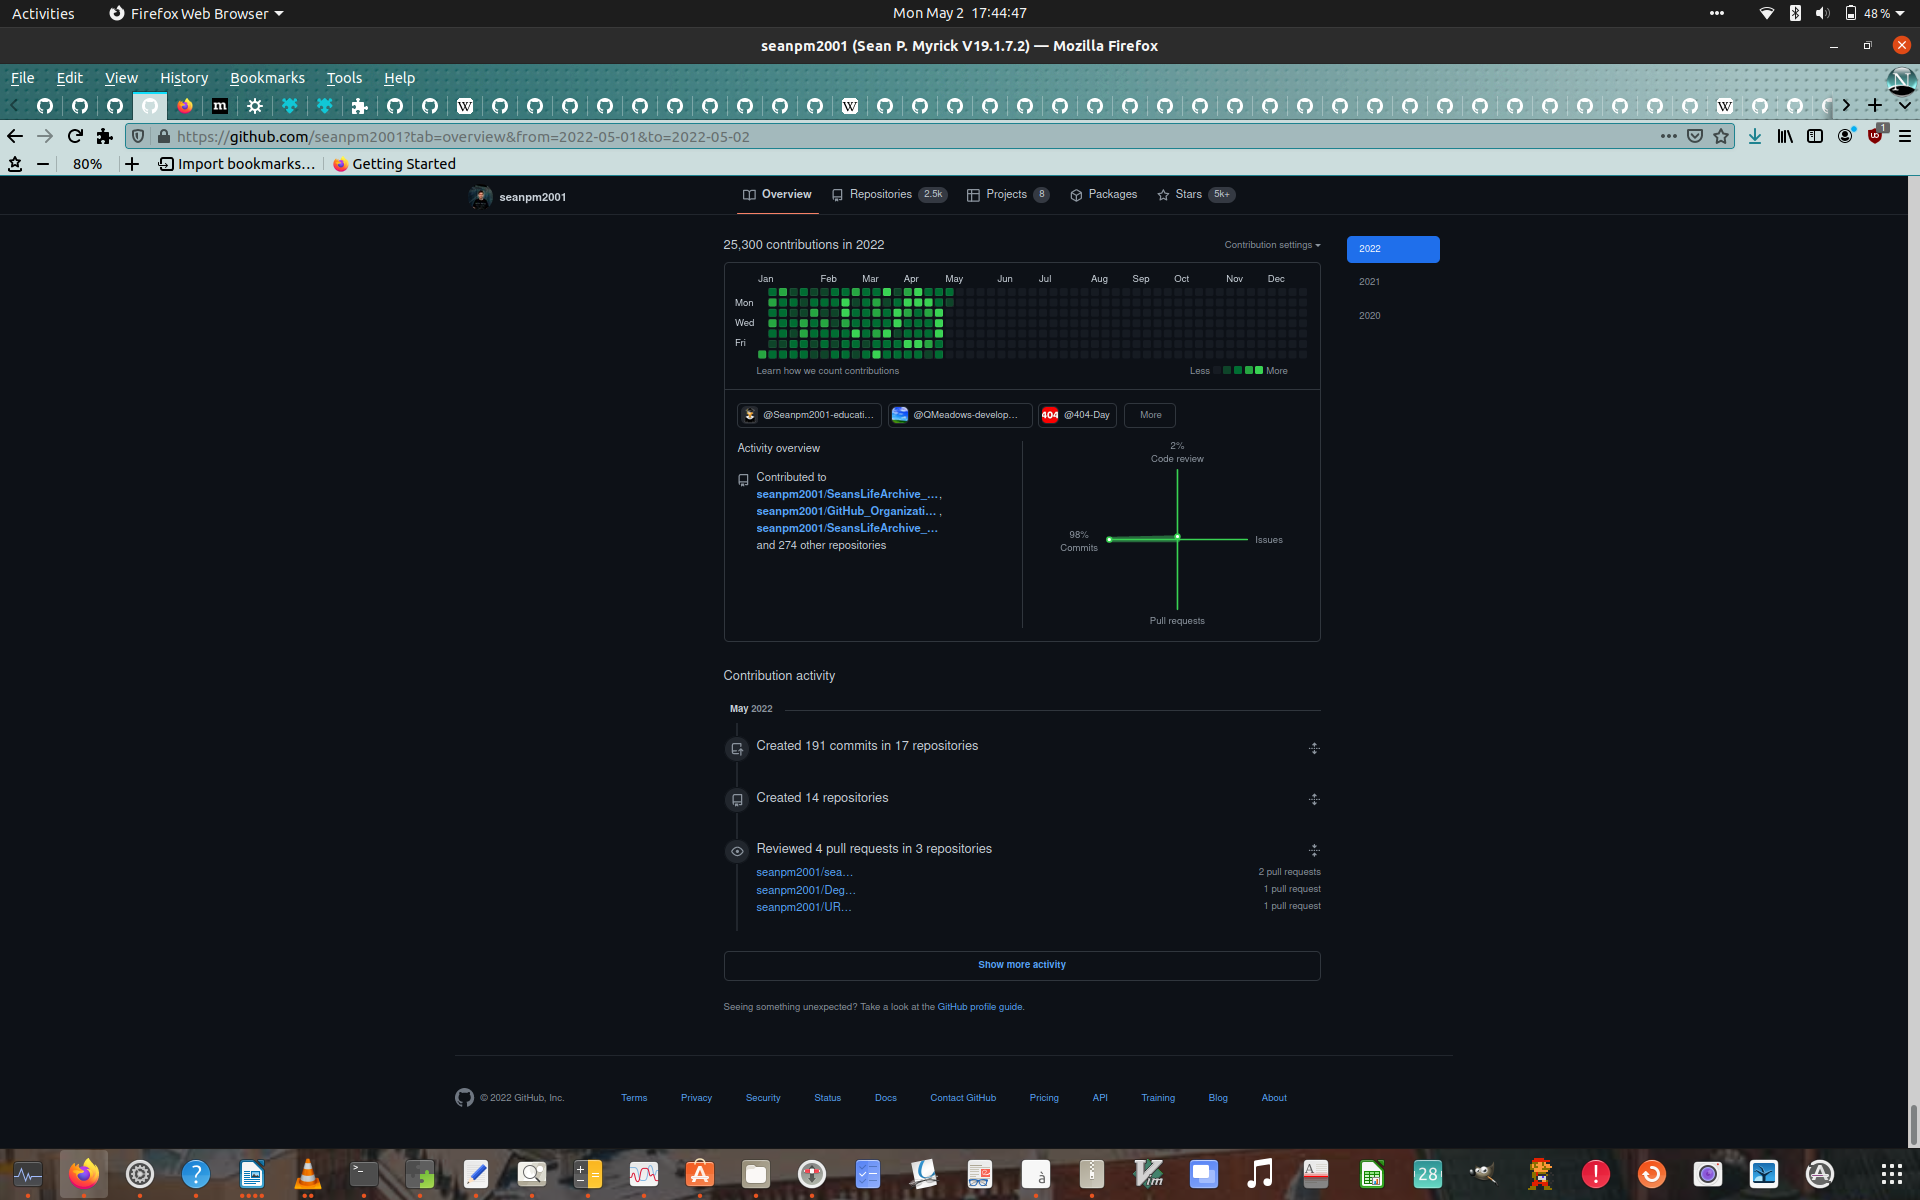 Activities
Firefox Web Browser
Mon May 2 17:44:47
48 %
seanpm2001 (Sean P. Myrick V19.1.7.2) — Mozilla Firefox
File Edit View History Bookmarks Tools Help
https://github.com/seanpm2001?tab=overview&from=2022-05-01&to=2022-05-02
1
80%
Import bookmarks...
Getting Started
seanpm2001
Overview
Repositories 2.5k
Projects 8
Packages
Stars 5k+
25,300 contributions in 2022
Contribution settings
2022
2021
2020
Jan Feb Mar Apr May Jun Jul Aug Sep Oct Nov Dec
Mon
Wed
Fri
Learn how we count contributions
Less More
@Seanpm2001-educati...
@QMeadows-develop...
404 @404-Day
More
Activity overview
Contributed to
seanpm2001/SeansLifeArchive_...,
seanpm2001/GitHub_Organizati... ,
seanpm2001/SeansLifeArchive_...
and 274 other repositories
2%
Code review
98%
Commits
Issues
Pull requests
Contribution activity
May 2022
Created 191 commits in 17 repositories
Created 14 repositories
Reviewed 4 pull requests in 3 repositories
seanpm2001/sea... 2 pull requests
seanpm2001/Deg... 1 pull request
seanpm2001/UR... 1 pull request
Show more activity
Seeing something unexpected? Take a look at the GitHub profile guide.
© 2022 GitHub, Inc.
Terms Privacy Security Status Docs Contact GitHub Pricing API Training Blog About
28